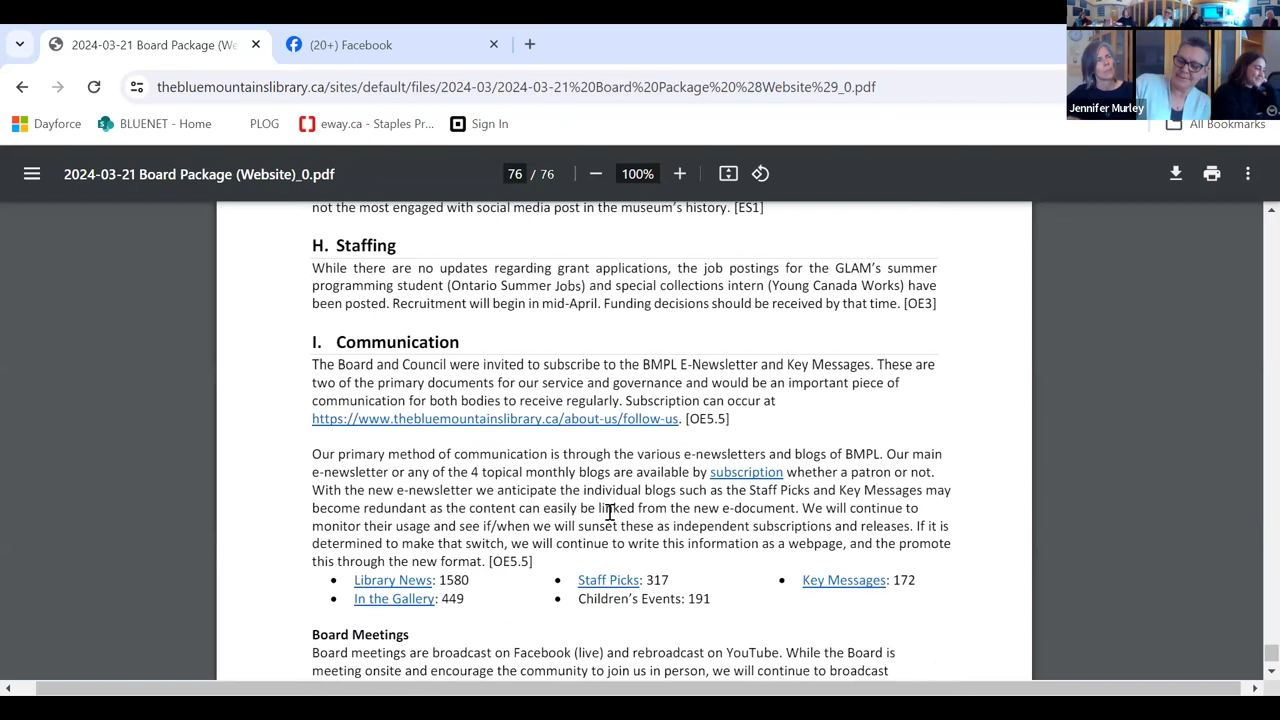 2024-03-21 Board Package (We
(20+) Facebook
thebluemountainslibrary.ca/sites/default/files/2024-03/2024-03-21%20Board%20Package%20%28Website%29_0.pdf
Jennifer Murley
Dayforce
BLUENET - Home
PLOG
eway.ca - Staples Pr...
Sign In
All Bookmarks
2024-03-21 Board Package (Website)_0.pdf
76 / 76
100%
not the most engaged with social media post in the museum's history. [ES1]
H. Staffing
While there are no updates regarding grant applications, the job postings for the GLAM's summer
programming student (Ontario Summer Jobs) and special collections intern (Young Canada Works) have
been posted. Recruitment will begin in mid-April. Funding decisions should be received by that time. [OE3]
I. Communication
The Board and Council were invited to subscribe to the BMPL E-Newsletter and Key Messages. These are
two of the primary documents for our service and governance and would be an important piece of
communication for both bodies to receive regularly. Subscription can occur at
https://www.thebluemountainslibrary.ca/about-us/follow-us. [OE5.5]
Our primary method of communication is through the various e-newsletters and blogs of BMPL. Our main
e-newsletter or any of the 4 topical monthly blogs are available by subscription whether a patron or not.
With the new e-newsletter we anticipate the individual blogs such as the Staff Picks and Key Messages may
become redundant as the content can easily be linked from the new e-document. We will continue to
monitor their usage and see if/when we will sunset these as independent subscriptions and releases. If it is
determined to make that switch, we will continue to write this information as a webpage, and the promote
this through the new format. [OE5.5]
• Library News: 1580 • Staff Picks: 317 • Key Messages: 172
• In the Gallery: 449 • Children's Events: 191
Board Meetings
Board meetings are broadcast on Facebook (live) and rebroadcast on YouTube. While the Board is
meeting onsite and encourage the community to join us in person, we will continue to broadcast